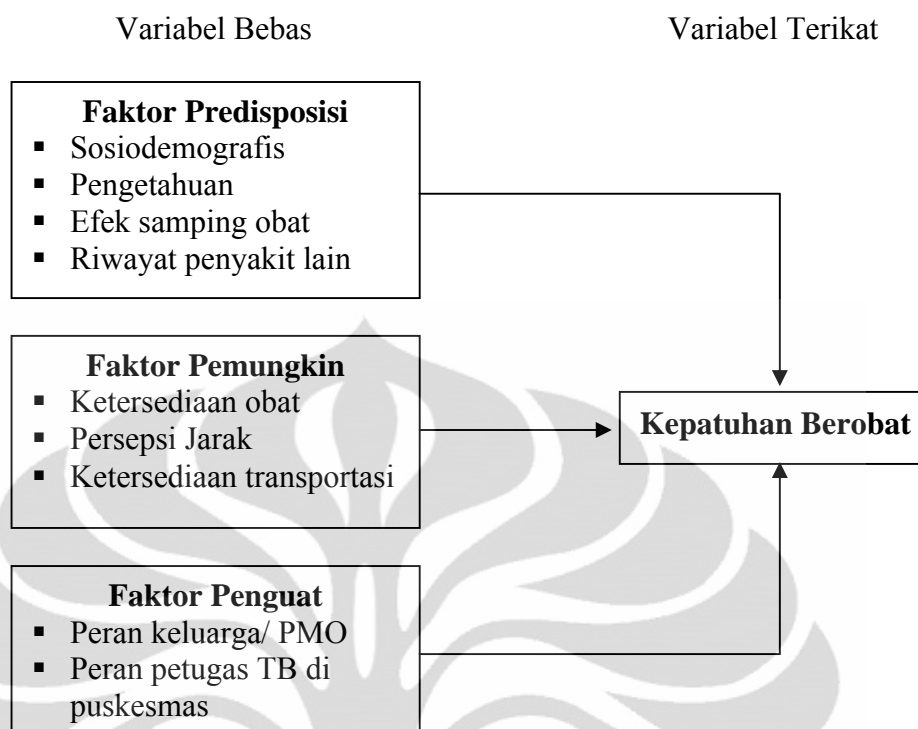 Variabel Bebas
Variabel Terikat
Faktor Predisposisi
▪ Sosiodemografis
▪ Pengetahuan
▪ Efek samping obat
▪ Riwayat penyakit lain
Faktor Pemungkin
▪ Ketersediaan obat
▪ Persepsi Jarak
▪ Ketersediaan transportasi
Kepatuhan Berobat
Faktor Penguat
▪ Peran keluarga/ PMO
▪ Peran petugas TB di
puskesmas